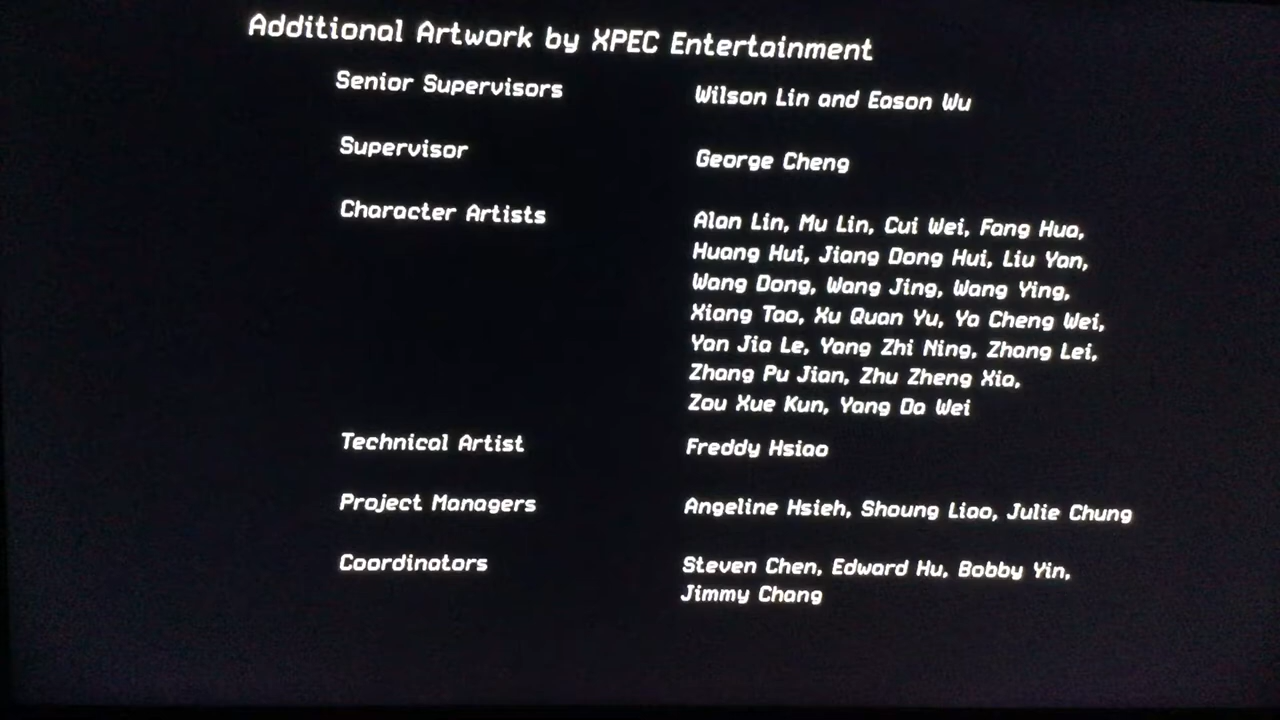 Additional Artwork by XPEC Entertainment
Senior Supervisors Wilson Lin and Eason Wu
Supervisor George Cheng
Character Artists Alan Lin, Mu Lin, Cui Wei, Fang Hua,
Huang Hui, Jiang Dong Hui, Liu Yan,
Wang Dong, Wang Jing, Wang Ying,
Xiang Tao, Xu Quan Yu, Ya Cheng Wei,
Yan Jia Le, Yang Zhi Ning, Zhang Lei,
Zhang Pu Jian, Zhu Zheng Xia,
Zou Xue Kun, Yang Da Wei
Technical Artist Freddy Hsiao
Project Managers Angeline Hsieh, Shoung Liao, Julie Chung
Coordinators Steven Chen, Edward Hu, Bobby Yin,
Jimmy Chang